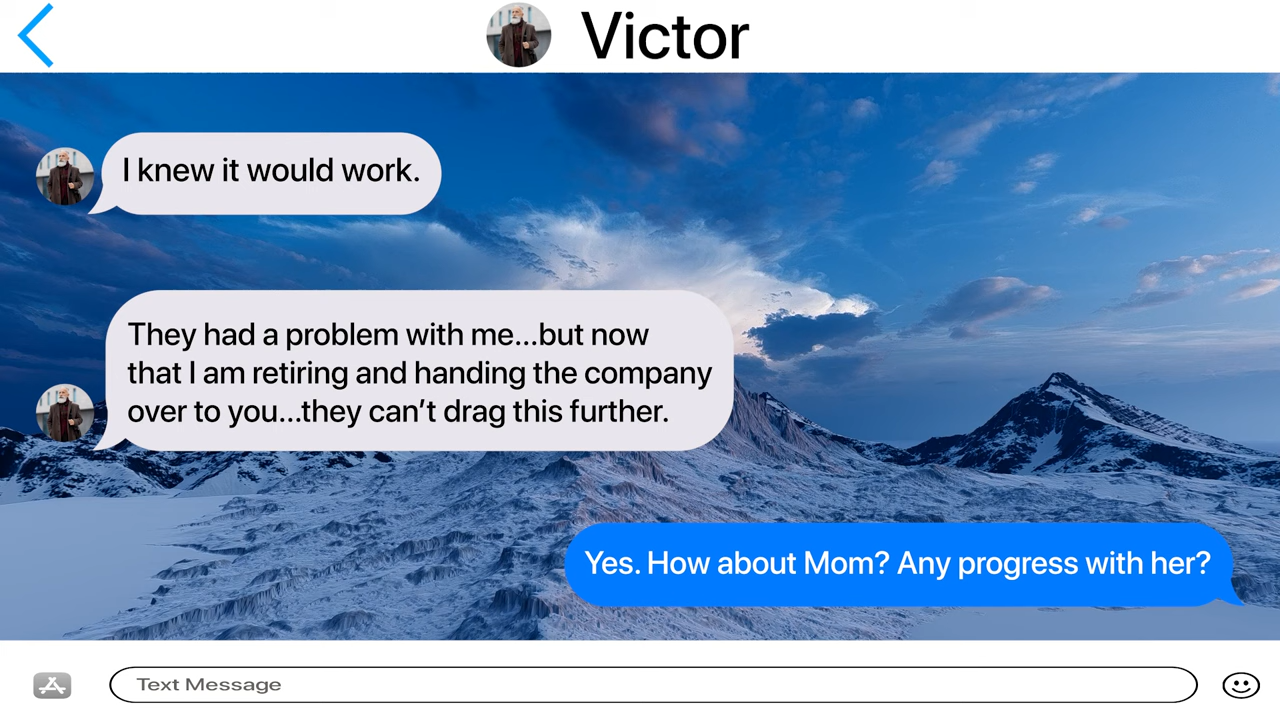 Victor
I knew it would work.
They had a problem with me...but now
that I am retiring and handing the company
over to you...they can’t drag this further.
Yes. How about Mom? Any progress with her?
Text Message